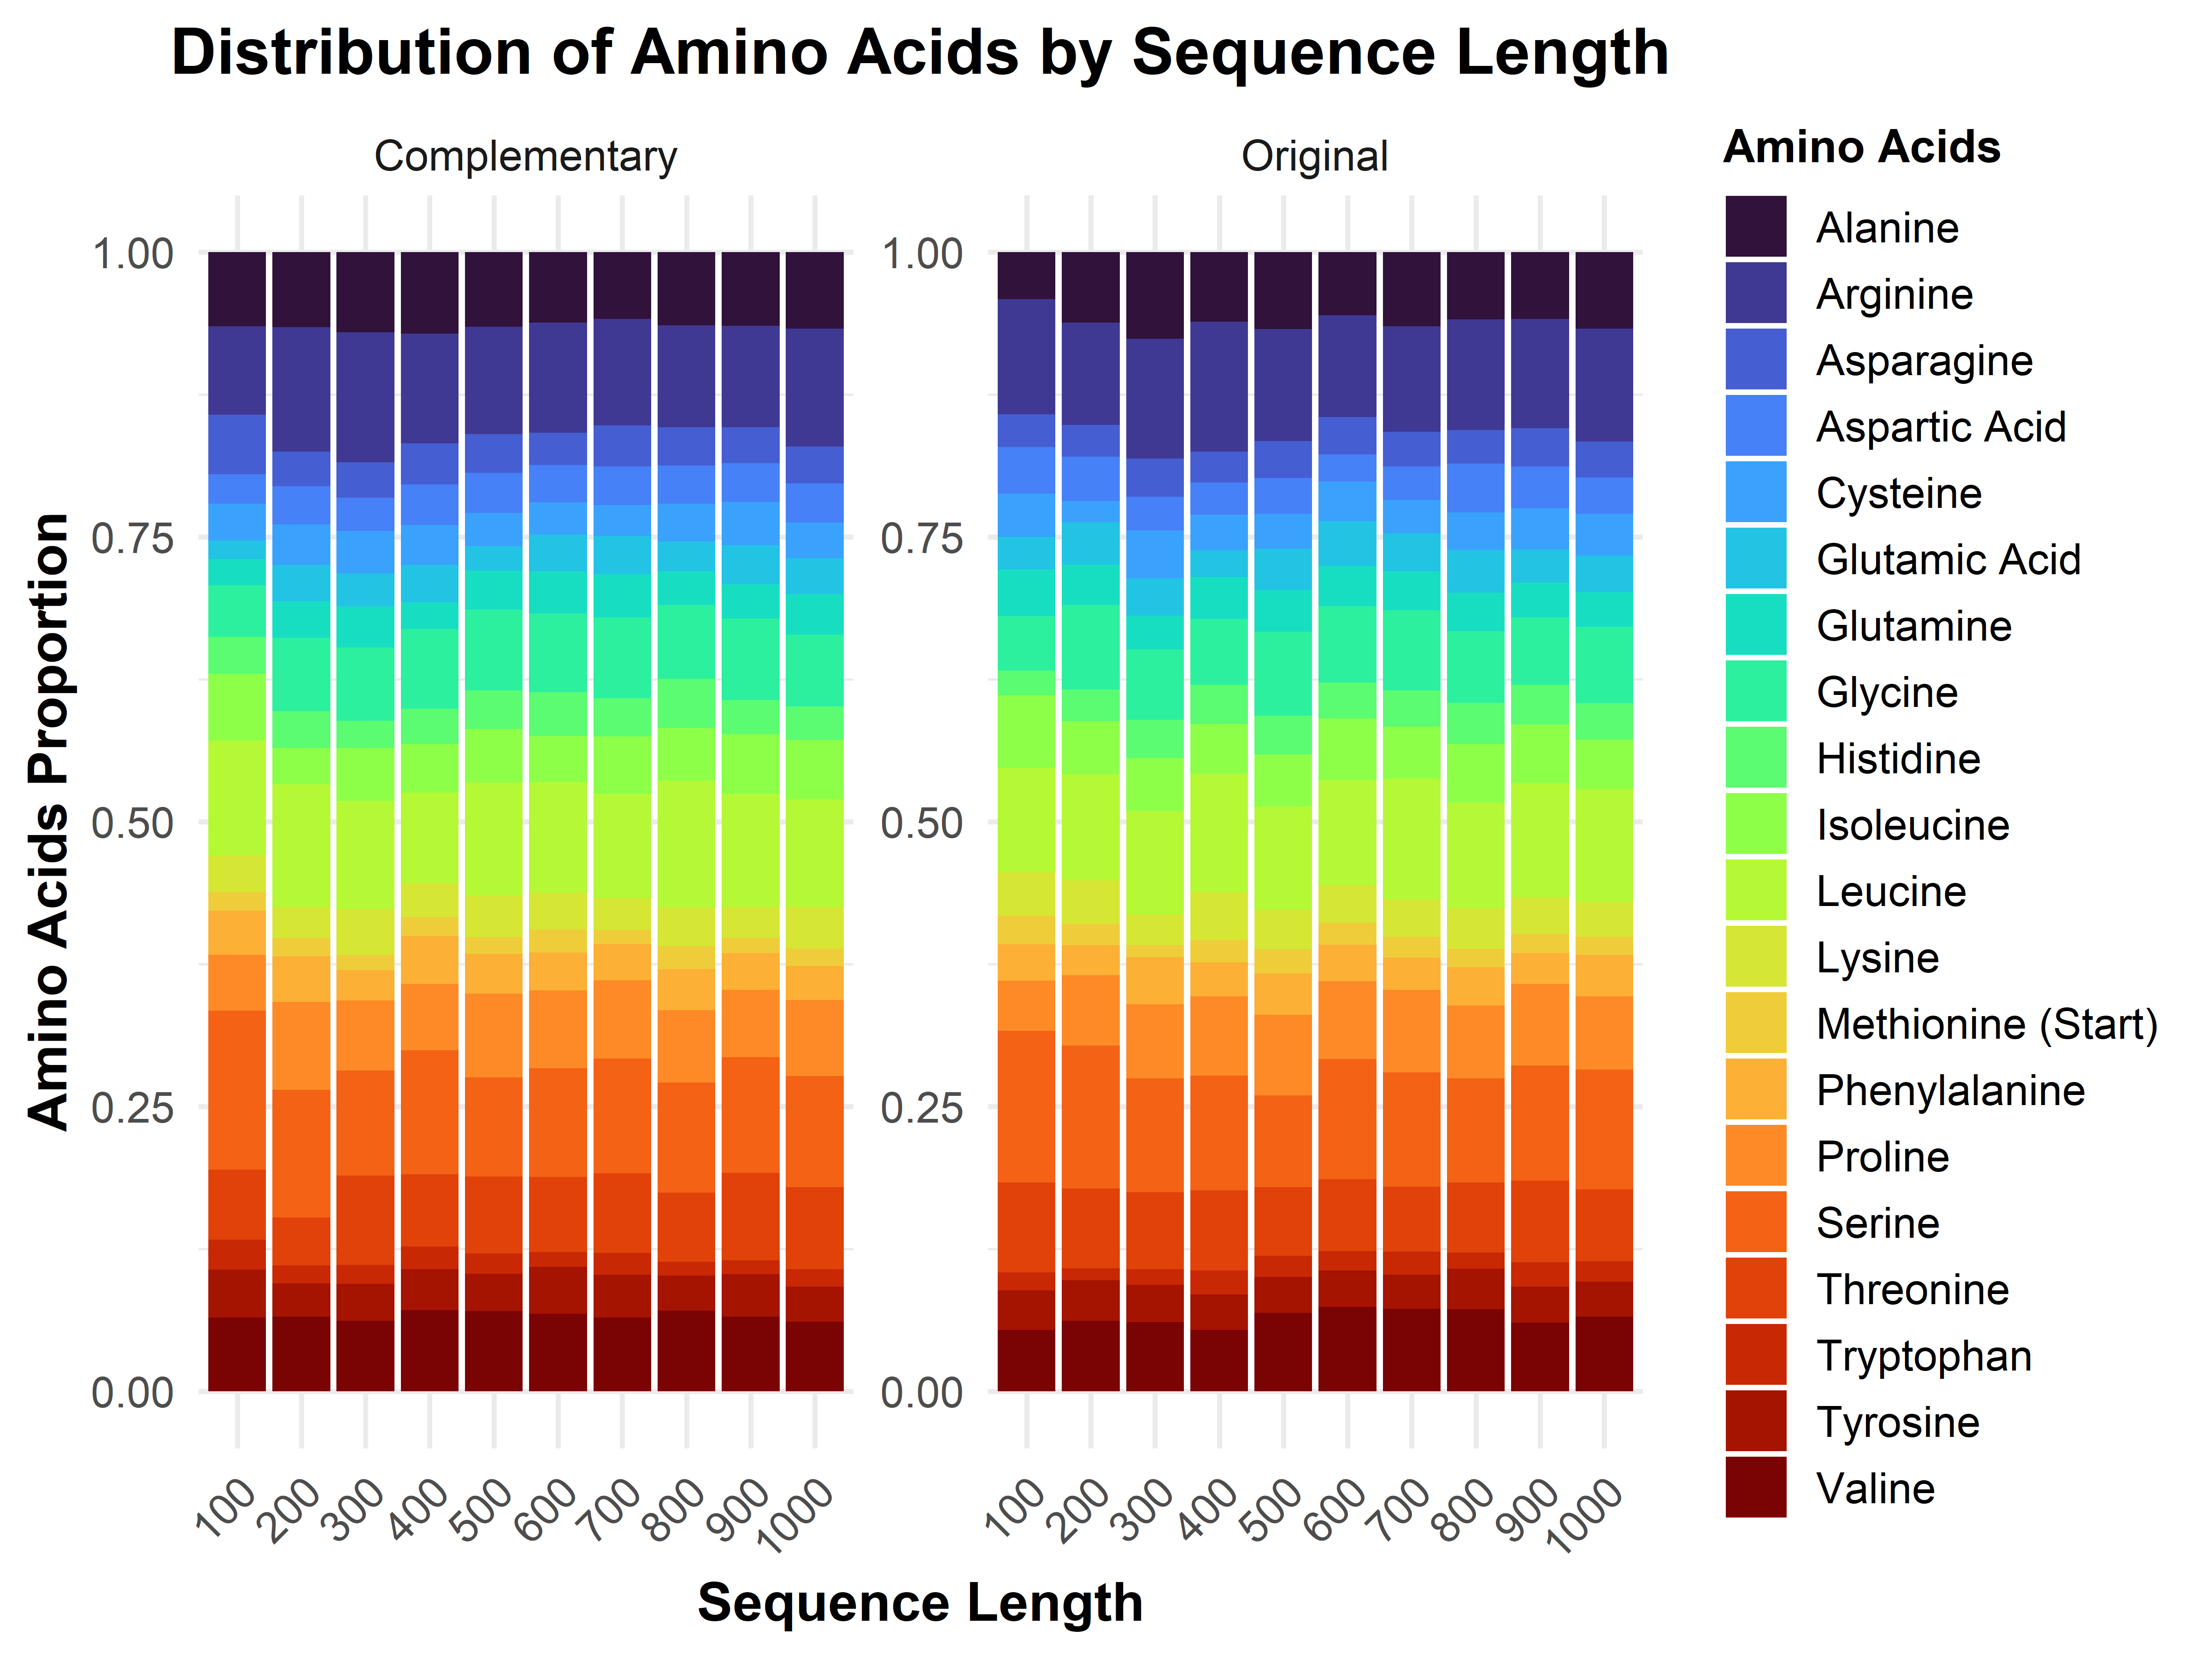 Distribution of Amino Acids by Sequence Length
Complementary
Original
Amino Acids Proportion
1.00
0.75
0.50
0.25
0.00
1.00
0.75
0.50
0.25
0.00
100
200
300
400
500
600
700
800
900
1000
100
200
300
400
500
600
700
800
900
1000
Sequence Length
Amino Acids
Alanine
Arginine
Asparagine
Aspartic Acid
Cysteine
Glutamic Acid
Glutamine
Glycine
Histidine
Isoleucine
Leucine
Lysine
Methionine (Start)
Phenylalanine
Proline
Serine
Threonine
Tryptophan
Tyrosine
Valine